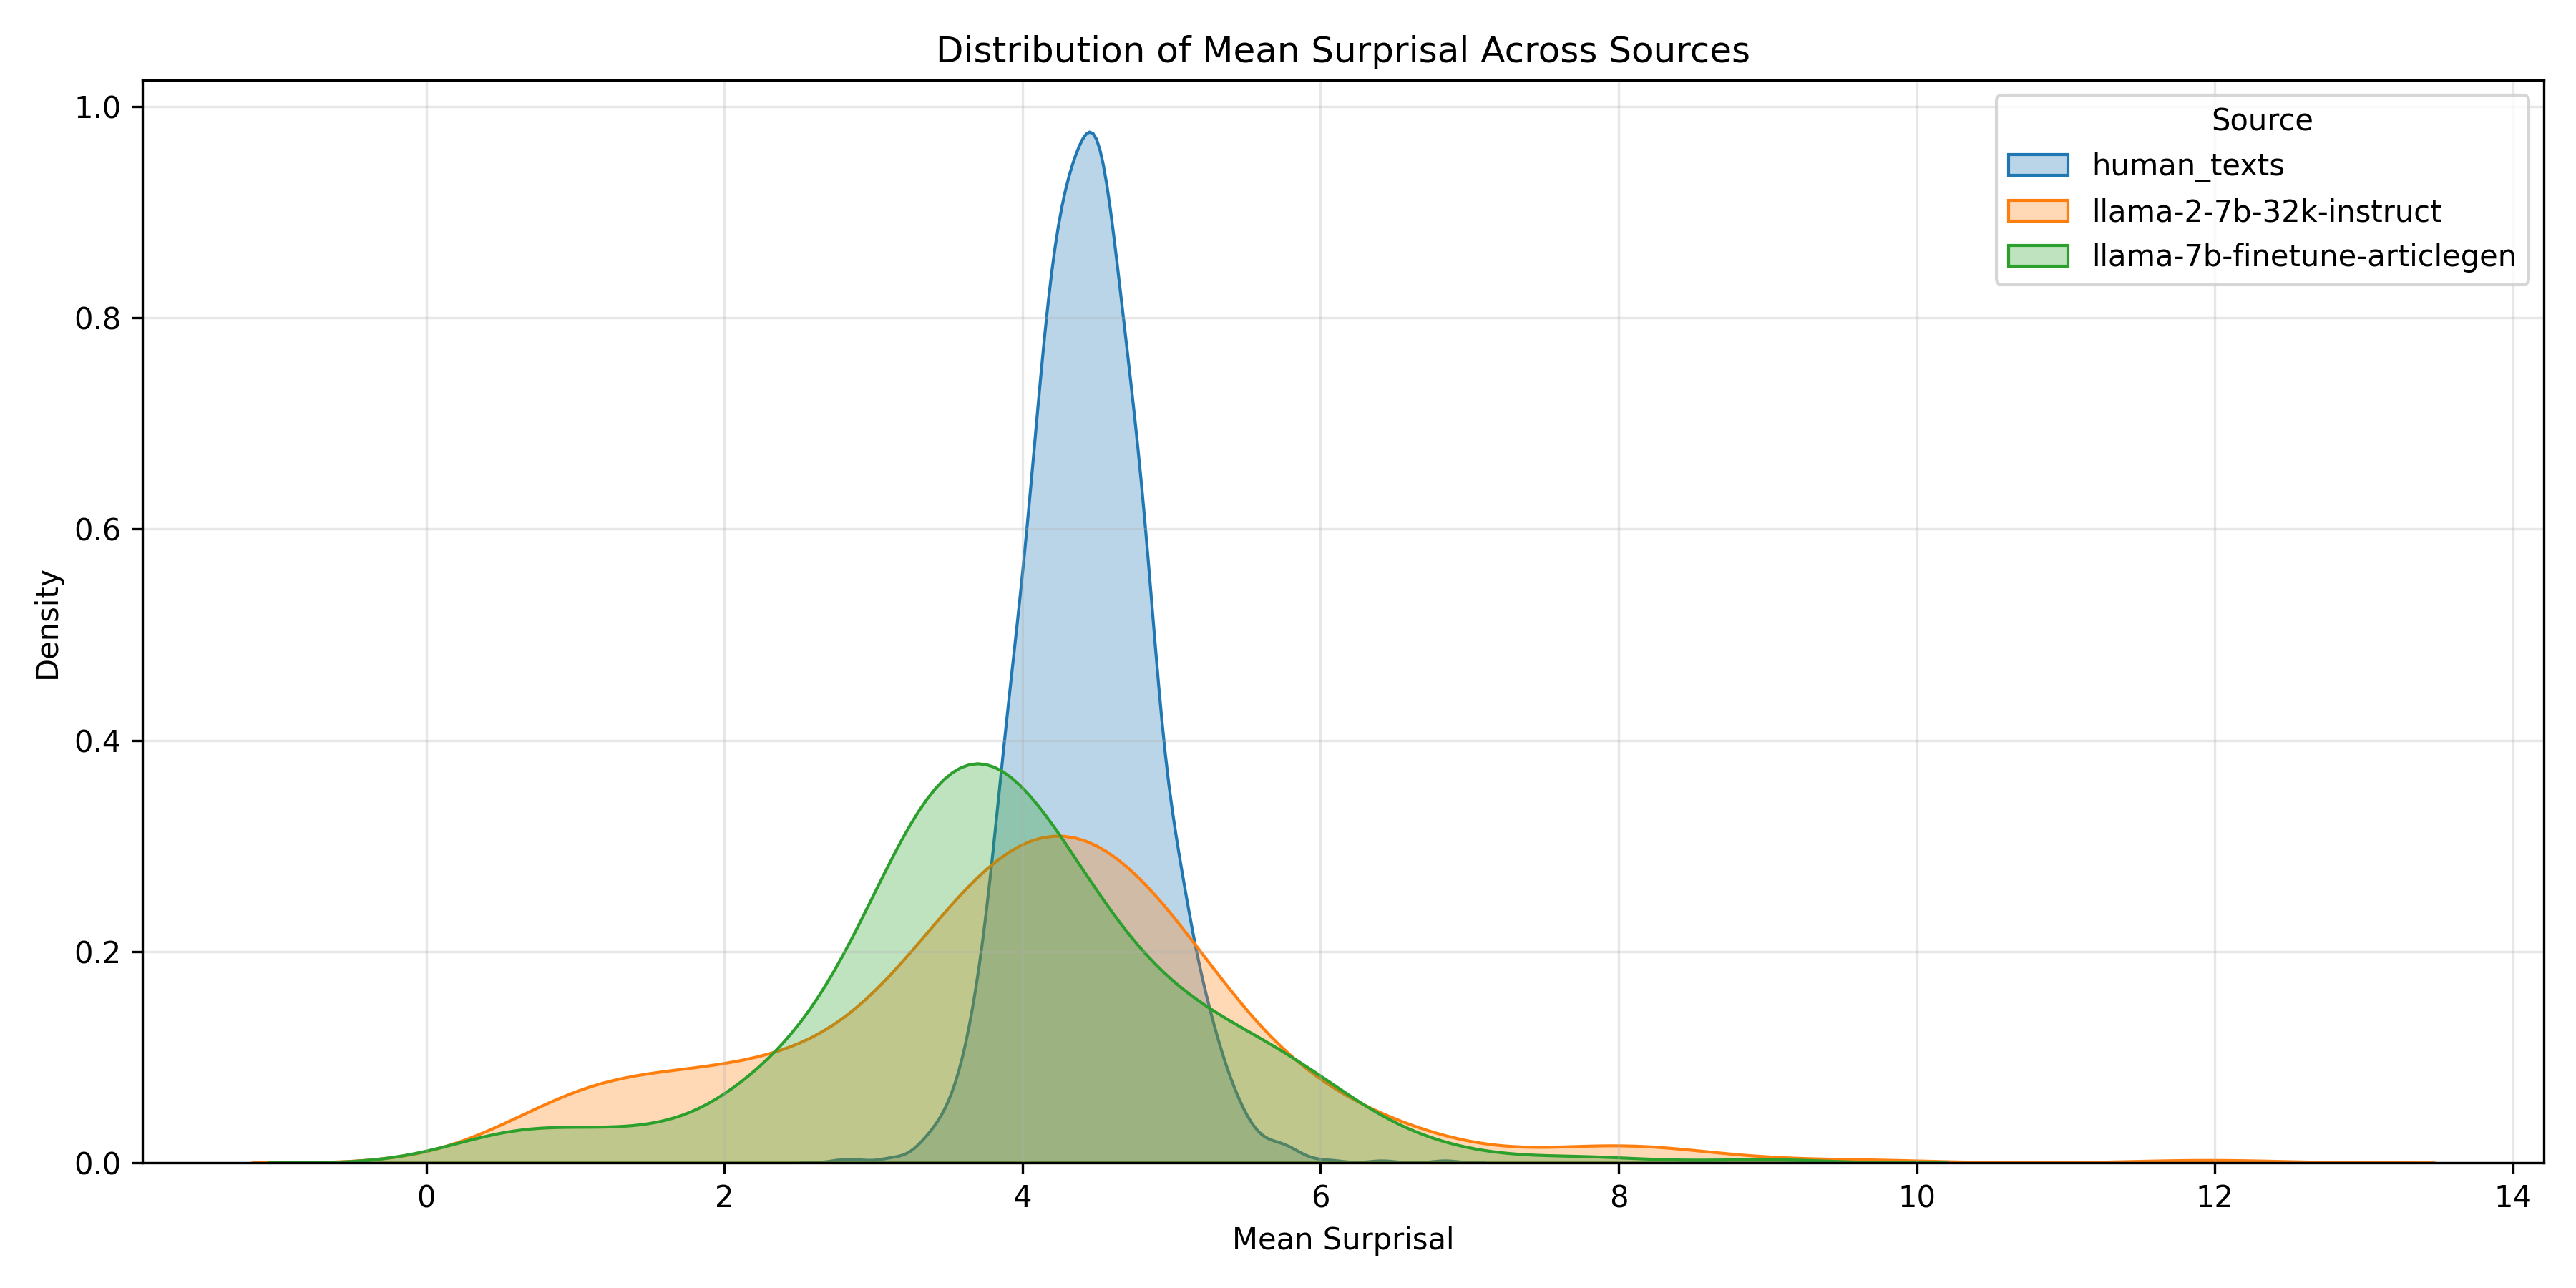 Distribution of Mean Surprisal Across Sources
1.0
0.8
0.6
0.4
0.2
0.0
Density
Source
human_texts
llama-2-7b-32k-instruct
llama-7b-finetune-articlegen
0 2 4 6 8 10 12 14
Mean Surprisal